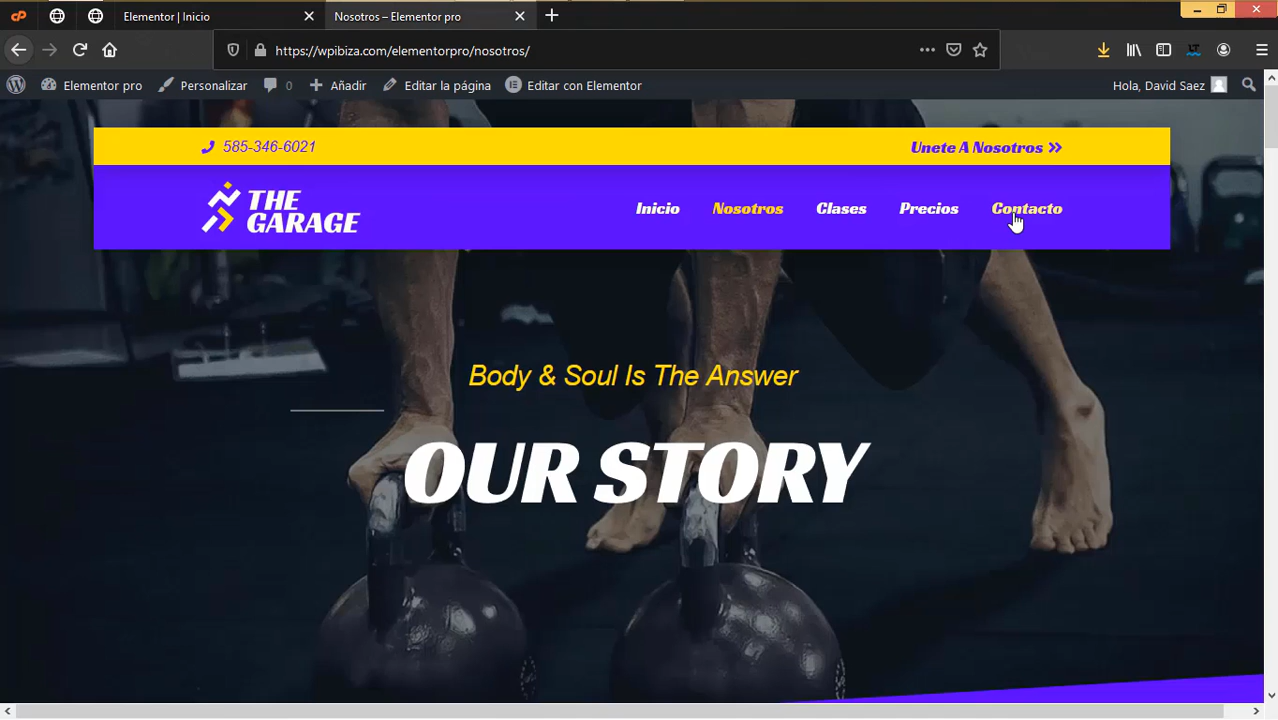 Elementor | Inicio
Nosotros – Elementor pro
https://wpibiza.com/elementorpro/nosotros/
LT
Elementor pro
Personalizar
0
Añadir
Editar la página
Editar con Elementor
Hola, David Saez
585-346-6021
Unete A Nosotros
THE
GARAGE
Inicio Nosotros Clases Precios Contacto
Body & Soul Is The Answer
OUR STORY